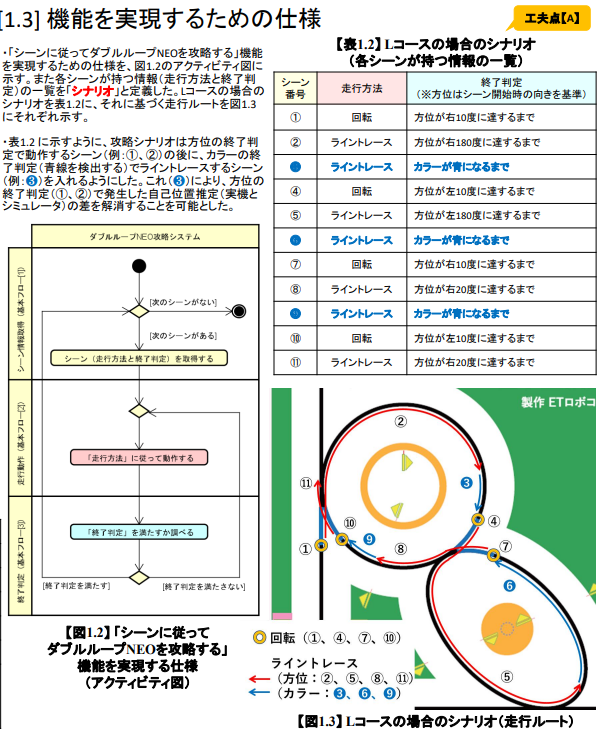 [1.3] 機能を実現するための仕様
工夫点【A】
・「シーンに従ってダブルループNEOを攻略する」機能
を実現するための仕様を、図1.2のアクティビティ図に
示す。また各シーンが持つ情報（走行方法と終了判
定）の一覧を「シナリオ」と定義した。Lコースの場合の
シナリオを表1.2に、それに基づく走行ルートを図1.3
にそれぞれ示す。
・表1.2 に示すように、攻略シナリオは方位の終了判
定で動作するシーン（例：①、②）の後に、カラーの終
了判定（青線を検出する）でライントレースするシーン
（例：❸）を入れるようにした。これ（❸）により、方位の
終了判定（①、②）で発生した自己位置推定（実機と
シミュレータ）の差を解消することを可能とした。
【表1.2】 Lコースの場合のシナリオ
（各シーンが持つ情報の一覧）
シーン番号 走行方法 終了判定（※方位はシーン開始時の向きを基準）
① 回転 方位が右10度に達するまで
② ライントレース 方位が右180度に達するまで
❸ ライントレース カラーが青になるまで
④ 回転 方位が左10度に達するまで
⑤ ライントレース 方位が左180度に達するまで
❻ ライントレース カラーが青になるまで
⑦ 回転 方位が右10度に達するまで
⑧ ライントレース 方位が右20度に達するまで
❾ ライントレース カラーが青になるまで
⑩ 回転 方位が左10度に達するまで
⑪ ライントレース 方位が右20度に達するまで
ダブルループNEO攻略システム
シーン情報取得（基本フロー(1)）
[次のシーンがない]
[次のシーンがある]
シーン（走行方法と終了判定）を取得する
走行動作（基本フロー(2)）
「走行方法」に従って動作する
終了判定（基本フロー(3)）
「終了判定」を満たすか調べる
[終了判定を満たす]
[終了判定を満たさない]
【図1.2】「シーンに従って
ダブルループNEOを攻略する」
機能を実現する仕様
（アクティビティ図）
製作 ETロボコ
②
⑪
❸
④
⑩
①
❾
⑧
⑦
❻
⑤
回転（①、④、⑦、⑩）
ライントレース
（方位：②、⑤、⑧、⑪）
（カラー：❸、❻、❾）
【図1.3】 Lコースの場合のシナリオ（走行ルート）